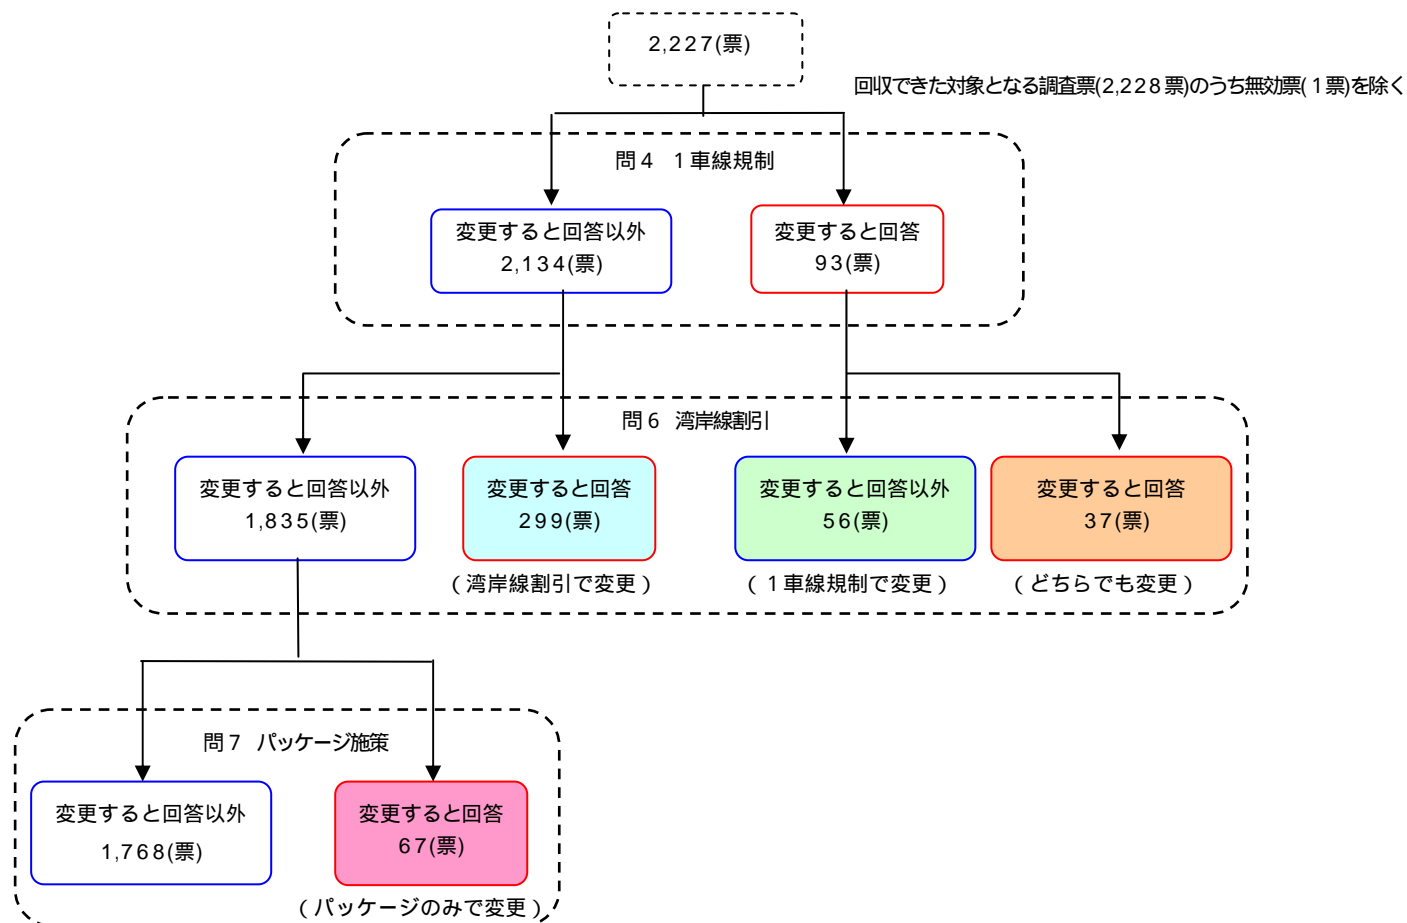 2,227(票)
回収できた対象となる調査票(2,228票)のうち無効票(1票)を除く
問4 1車線規制
変更すると回答以外
2,134(票)
変更すると回答
93(票)
問6 湾岸線割引
変更すると回答以外
1,835(票)
変更すると回答
299(票)
変更すると回答以外
56(票)
変更すると回答
37(票)
(湾岸線割引で変更)
(1車線規制で変更)
(どちらでも変更)
問7 パッケージ施策
変更すると回答以外
1,768(票)
変更すると回答
67(票)
(パッケージのみで変更)